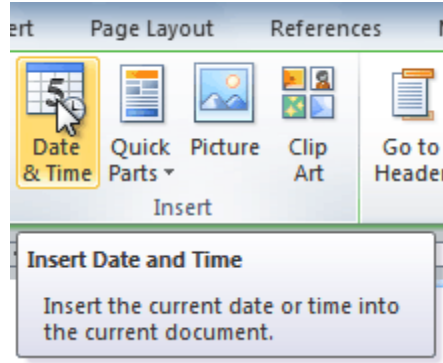 ert Page Layout References
5
Date Quick Picture Clip Go to
& Time Parts Art Header
Insert
Insert Date and Time
Insert the current date or time into
the current document.